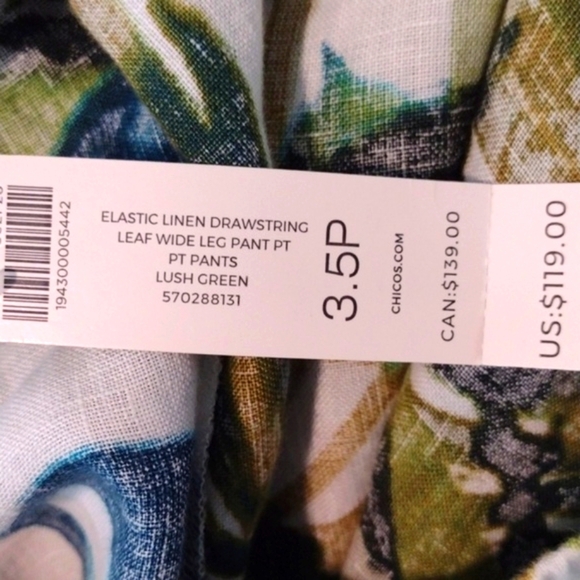 194300005442
ELASTIC LINEN DRAWSTRING
LEAF WIDE LEG PANT PT
PT PANTS
LUSH GREEN
570288131
3.5P
CHICOS.COM
CAN:$139.00
US:$119.00